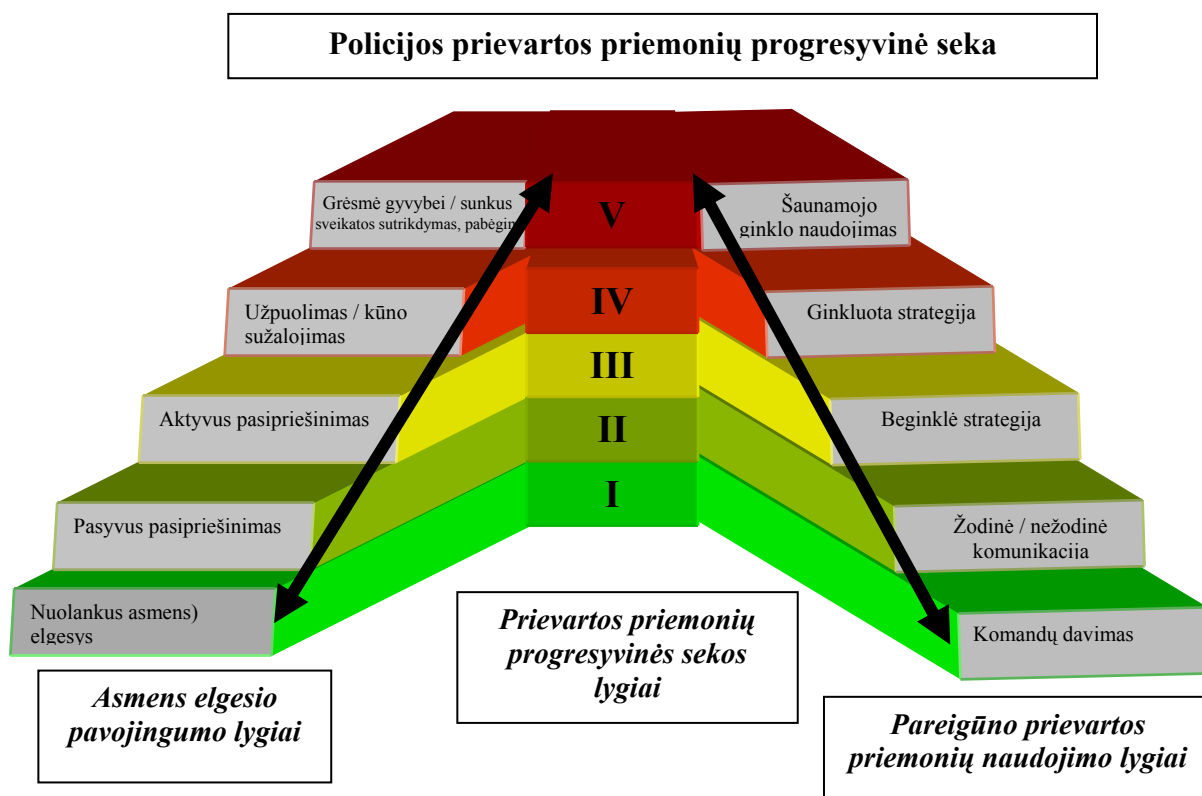 Policijos prievartos priemonių progresyvinė seka
Grėsmė gyvybei / sunkus
sveikatos sutrikdymas, pabėgin
V
Šaunamojo
ginklo naudojimas
Užpuolimas / kūno
sužalojimas
IV
Ginkluota strategija
Aktyvus pasipriešinimas
III
Beginklė strategija
Pasyvus pasipriešinimas
II
Žodinė / nežodinė
komunikacija
Nuolankus asmens)
elgesys
I
Komandų davimas
Asmens elgesio
pavojingumo lygiai
Prievartos priemonių
progresyvinės sekos
lygiai
Pareigūno prievartos
priemonių naudojimo lygiai